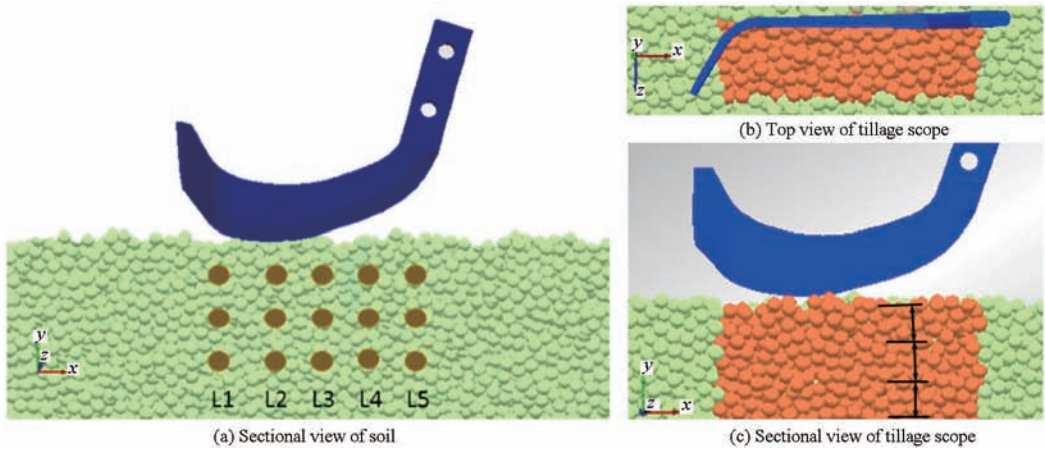 y
z
x
L1 L2 L3 L4 L5
(a) Sectional view of soil
x
z
(b) Top view of tillage scope
y
z
x
(c) Sectional view of tillage scope